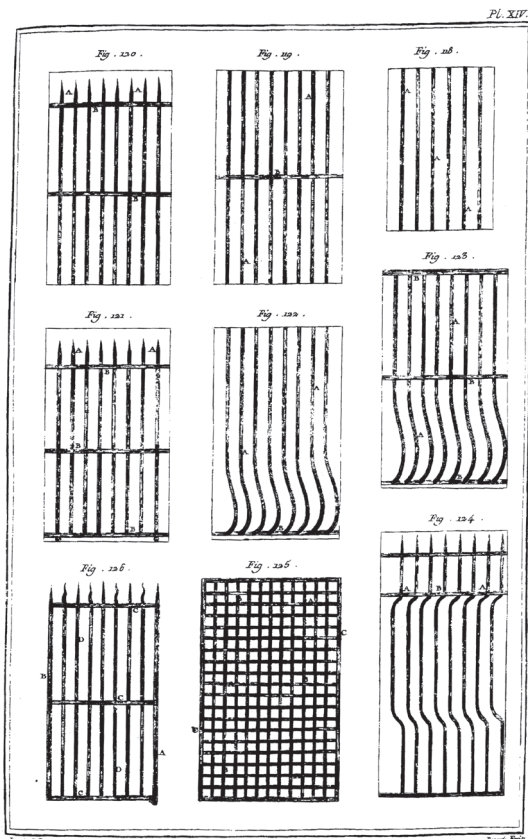 Pl. XIV.
Fig. 120.
Fig. 119.
Fig. 118.
A
A
B
B
A
B
A
A
A
A
Fig. 121.
Fig. 122.
Fig. 123.
A
A
B
B
B
A
A
B
B
A
B
A
B
Fig. 126.
Fig. 125.
Fig. 124.
C
D
B
C
A
D
C
B
A
C
A
B
A